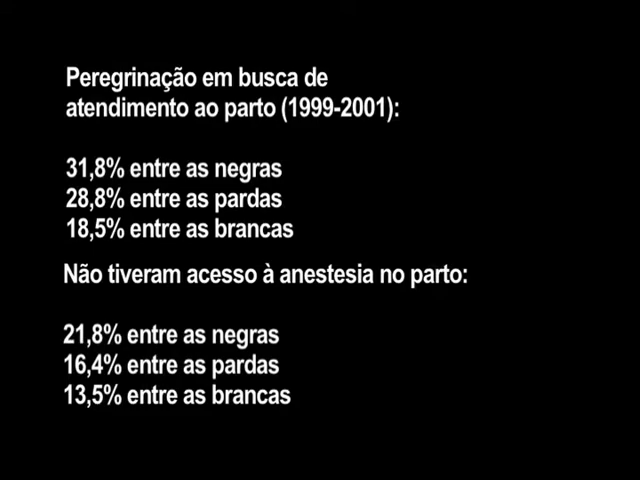 Peregrinação em busca de
atendimento ao parto (1999-2001):
31,8% entre as negras
28,8% entre as pardas
18,5% entre as brancas
Não tiveram acesso à anestesia no parto:
21,8% entre as negras
16,4% entre as pardas
13,5% entre as brancas